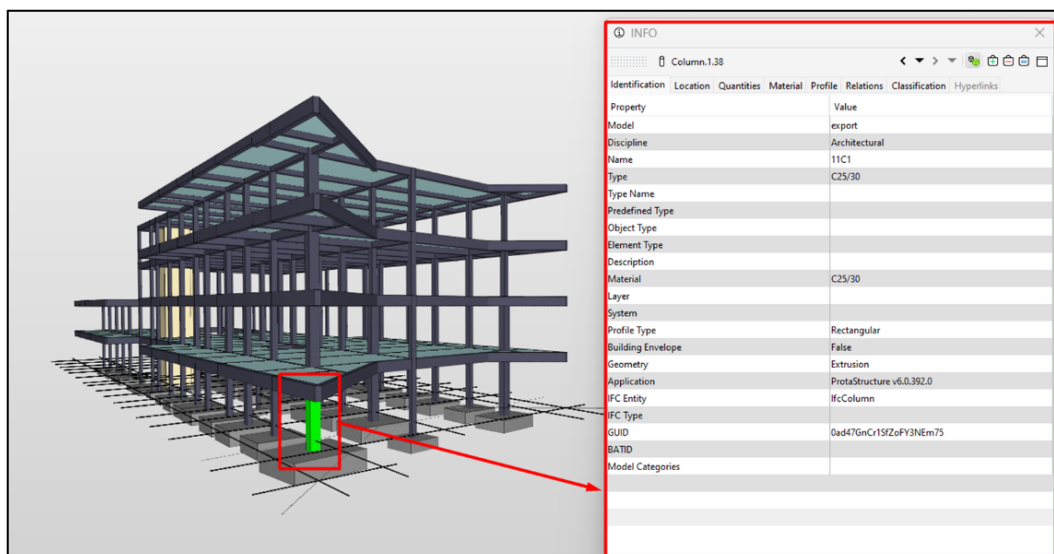 INFO
Column.1.38
Identification Location Quantities Material Profile Relations Classification Hyperlinks
Property Value
Model export
Discipline Architectural
Name 11C1
Type C25/30
Type Name
Predefined Type
Object Type
Element Type
Description
Material C25/30
Layer
System
Profile Type Rectangular
Building Envelope False
Geometry Extrusion
Application ProtaStructure v6.0.392.0
IFC Entity IfcColumn
IFC Type
GUID 0ad47GnCr1SfZoFY3NEm75
BATID
Model Categories